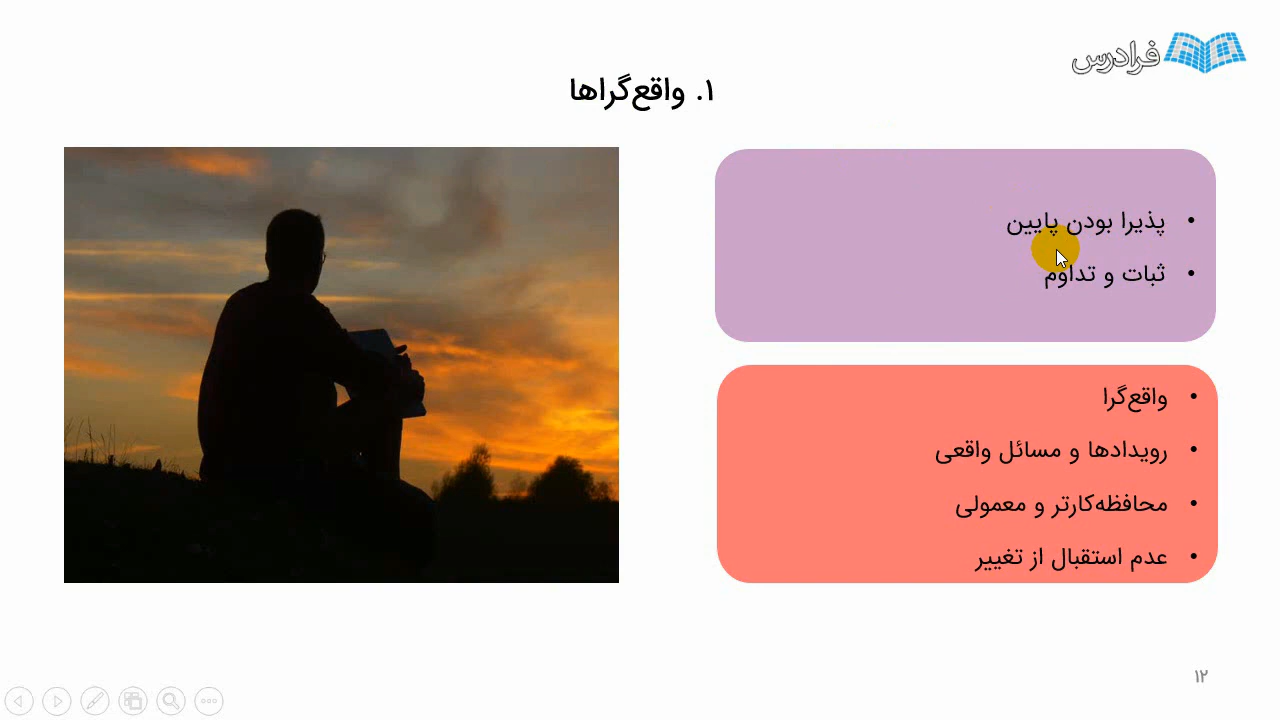 فرادرس
۱. واقع‌گراها
• پذیرا بودن پایین
• ثبات و تداوم
• واقع‌گرا
• رویدادها و مسائل واقعی
• محافظه‌کارتر و معمولی
• عدم استقبال از تغییر
۱۲